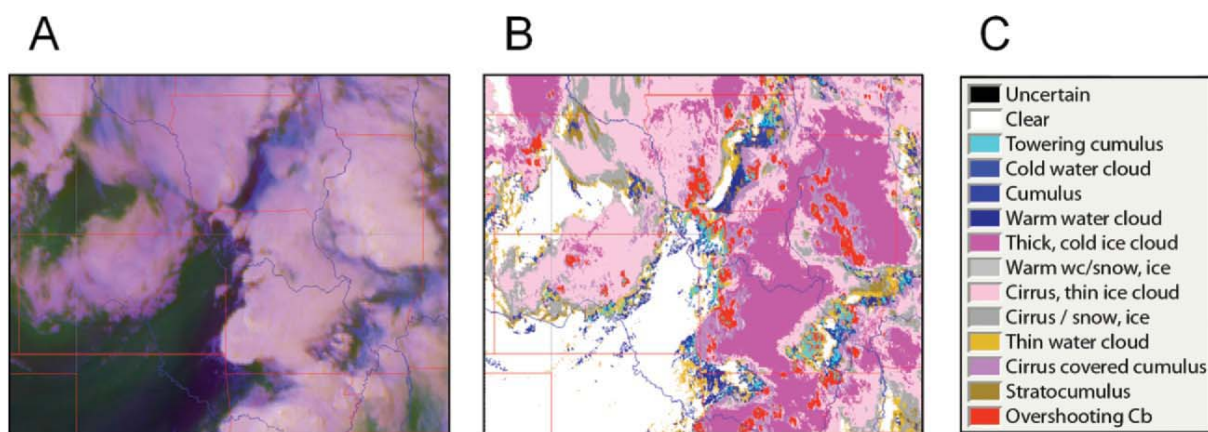 A
B
C
Uncertain
Clear
Towering cumulus
Cold water cloud
Cumulus
Warm water cloud
Thick, cold ice cloud
Warm wc/snow, ice
Cirrus, thin ice cloud
Cirrus / snow, ice
Thin water cloud
Cirrus covered cumulus
Stratocumulus
Overshooting Cb